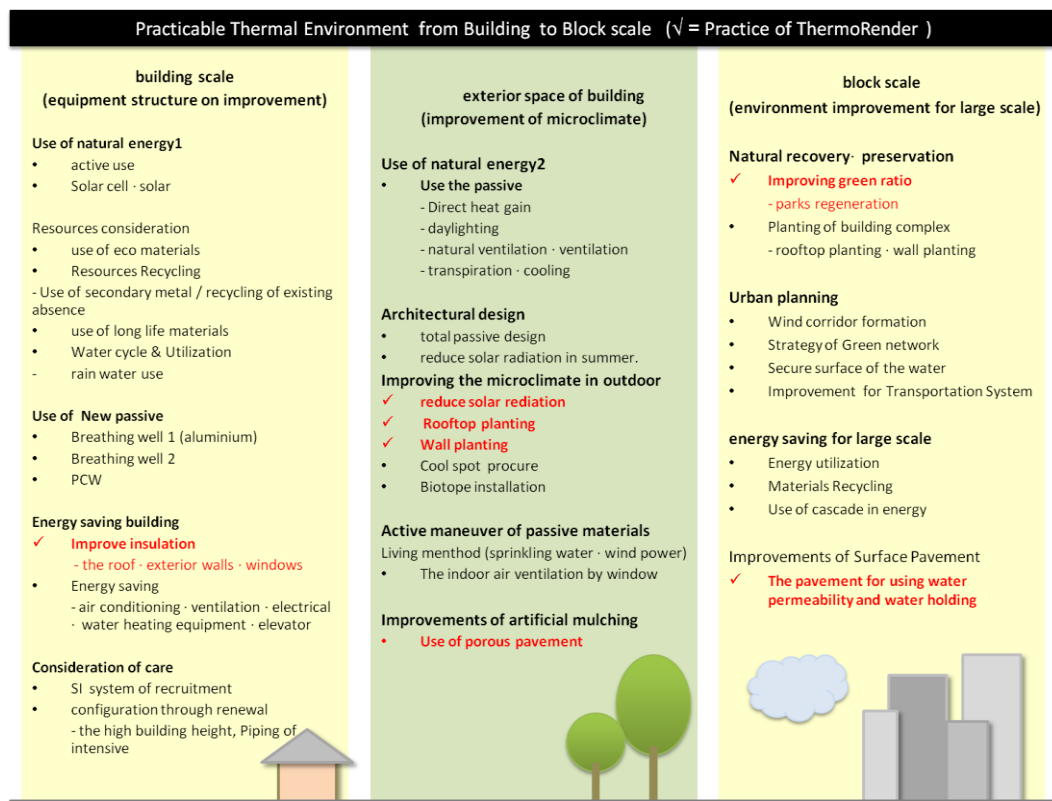 Practicable Thermal Environment from Building to Block scale (√ = Practice of ThermoRender )
building scale
(equipment structure on improvement)
Use of natural energy1
• active use
• Solar cell · solar
Resources consideration
• use of eco materials
• Resources Recycling
- Use of secondary metal / recycling of existing
absence
• use of long life materials
• Water cycle & Utilization
- rain water use
Use of New passive
• Breathing well 1 (aluminium)
• Breathing well 2
• PCW
Energy saving building
✓ Improve insulation
- the roof · exterior walls · windows
• Energy saving
- air conditioning · ventilation · electrical
· water heating equipment · elevator
Consideration of care
• SI system of recruitment
• configuration through renewal
- the high building height, Piping of
intensive
exterior space of building
(improvement of microclimate)
Use of natural energy2
• Use the passive
- Direct heat gain
- daylighting
- natural ventilation · ventilation
- transpiration · cooling
Architectural design
• total passive design
• reduce solar radiation in summer.
Improving the microclimate in outdoor
✓ reduce solar rediation
✓ Rooftop planting
✓ Wall planting
• Cool spot procure
• Biotope installation
Active maneuver of passive materials
Living menthod (sprinkling water · wind power)
• The indoor air ventilation by window
Improvements of artificial mulching
• Use of porous pavement
block scale
(environment improvement for large scale)
Natural recovery· preservation
✓ Improving green ratio
- parks regeneration
• Planting of building complex
- rooftop planting · wall planting
Urban planning
• Wind corridor formation
• Strategy of Green network
• Secure surface of the water
• Improvement for Transportation System
energy saving for large scale
• Energy utilization
• Materials Recycling
• Use of cascade in energy
Improvements of Surface Pavement
✓ The pavement for using water
permeability and water holding